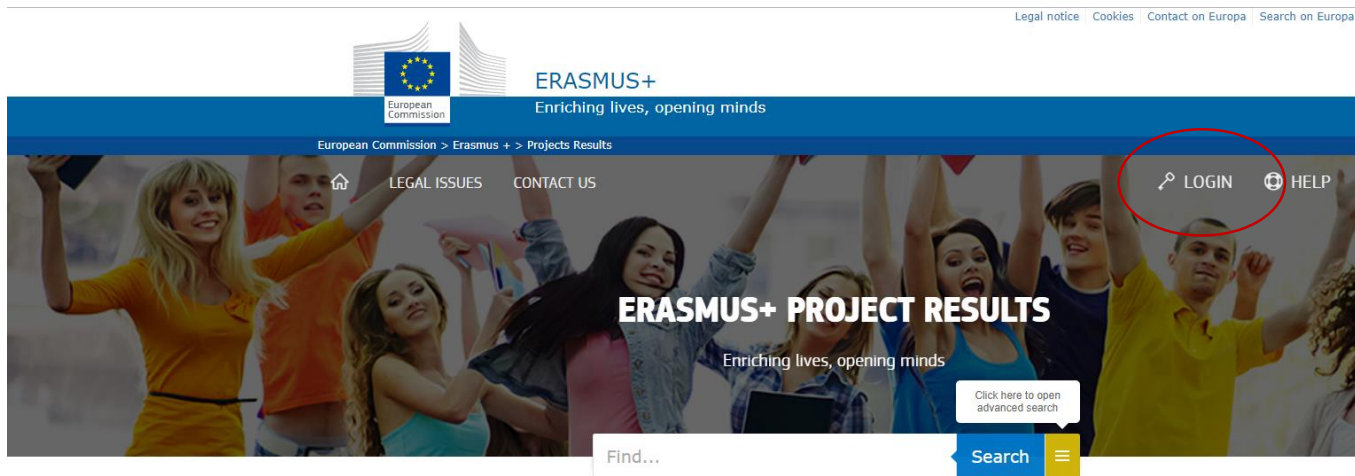 Legal notice Cookies Contact on Europa Search on Europa
European
Commission
ERASMUS+
Enriching lives, opening minds
European Commission > Erasmus + > Projects Results
LEGAL ISSUES CONTACT US LOGIN HELP
ERASMUS+ PROJECT RESULTS
Enriching lives, opening minds
Click here to open
advanced search
Find... Search